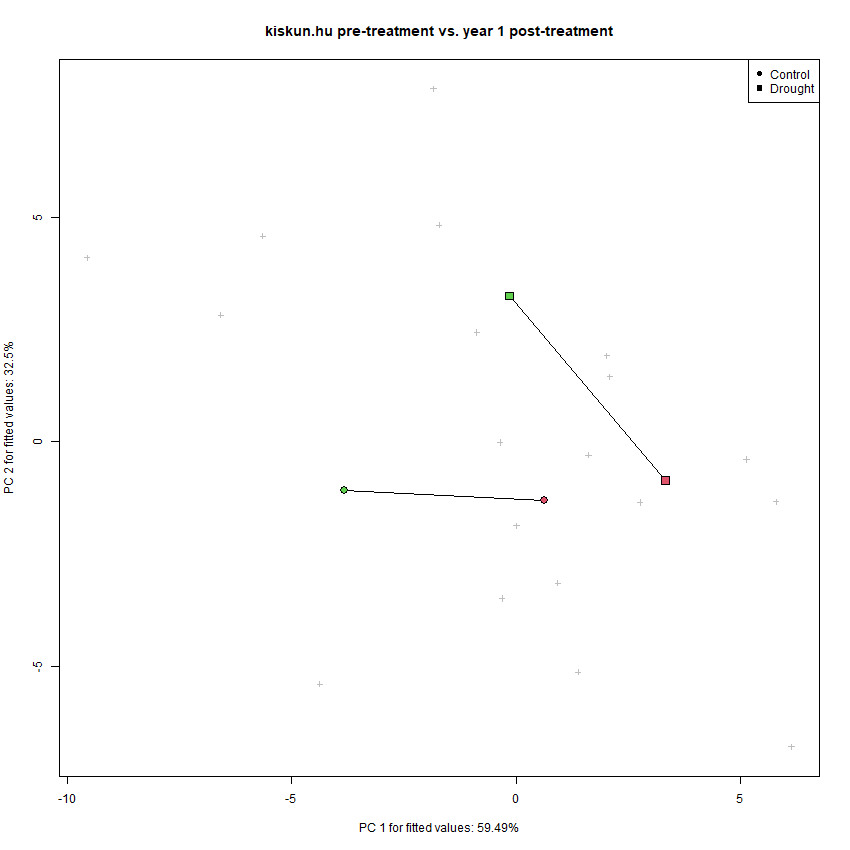 kiskun.hu pre-treatment vs. year 1 post-treatment
Control
Drought
PC 2 for fitted values: 32.5%
5
0
-5
-10
-5
0
5
PC 1 for fitted values: 59.49%